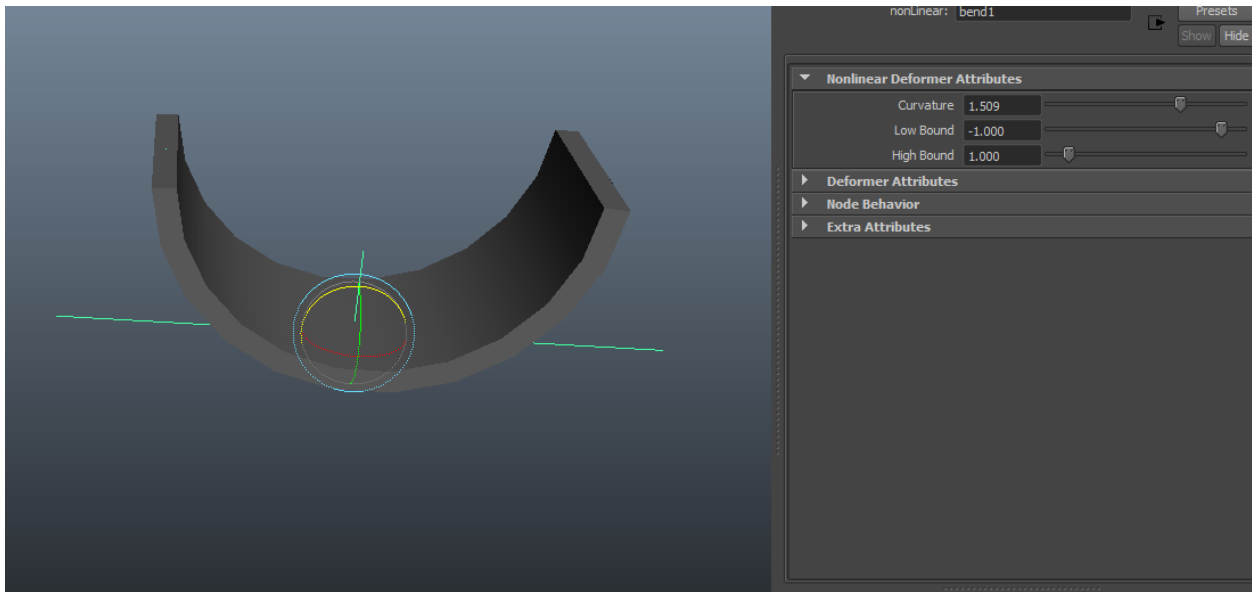 nonLinear: bend1
Presets
Show Hide
Nonlinear Deformer Attributes
Curvature 1.509
Low Bound -1.000
High Bound 1.000
Deformer Attributes
Node Behavior
Extra Attributes